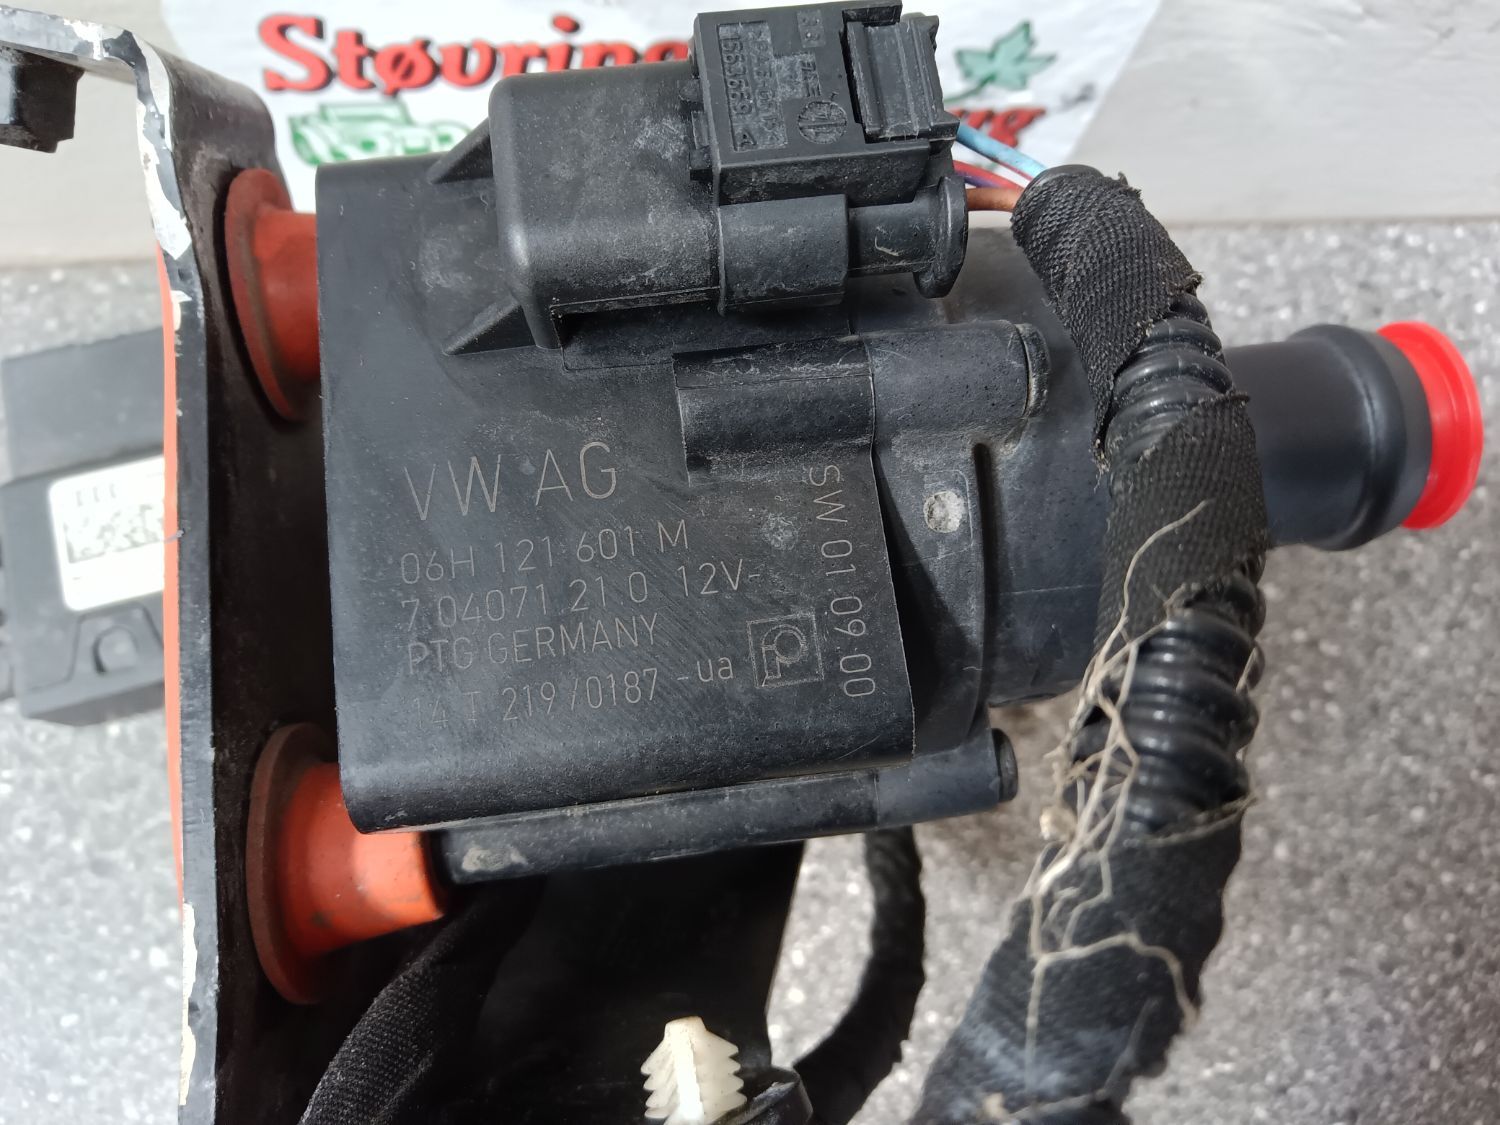 Støvring
VW AG
06H 121 601 M
7.04071.21.0 12V-
PTG GERMANY
14 T 219/0187 -ua
SW 01.09.00